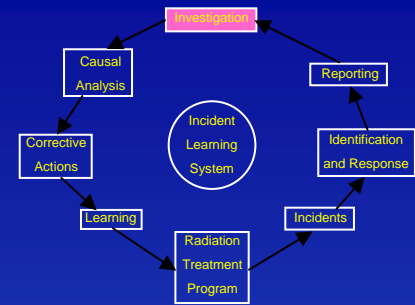 Investigation
Causal
Analysis
Reporting
Incident
Learning
System
Corrective
Actions
Identification
and Response
Learning
Incidents
Radiation
Treatment
Program